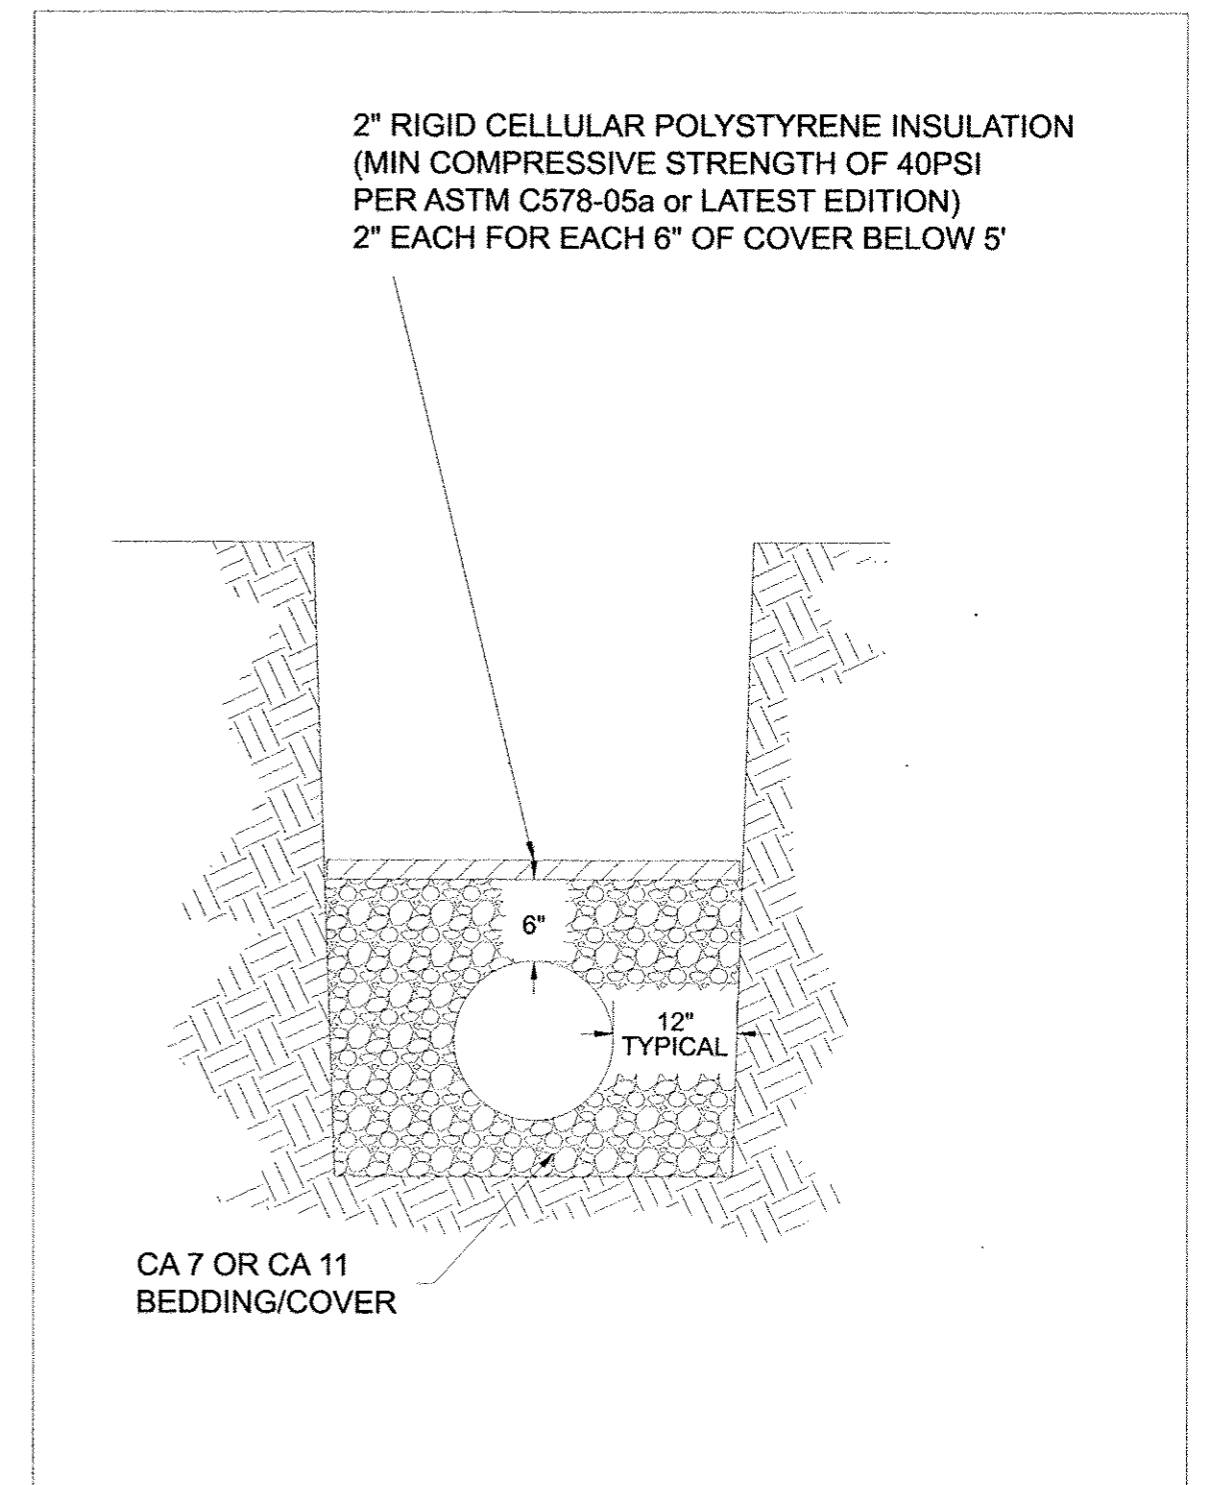 2" RIGID CELLULAR POLYSTYRENE INSULATION
(MIN COMPRESSIVE STRENGTH OF 40PSI
PER ASTM C578-05a or LATEST EDITION)
2" EACH FOR EACH 6" OF COVER BELOW 5'
6"
12"
TYPICAL
CA 7 OR CA 11
BEDDING/COVER